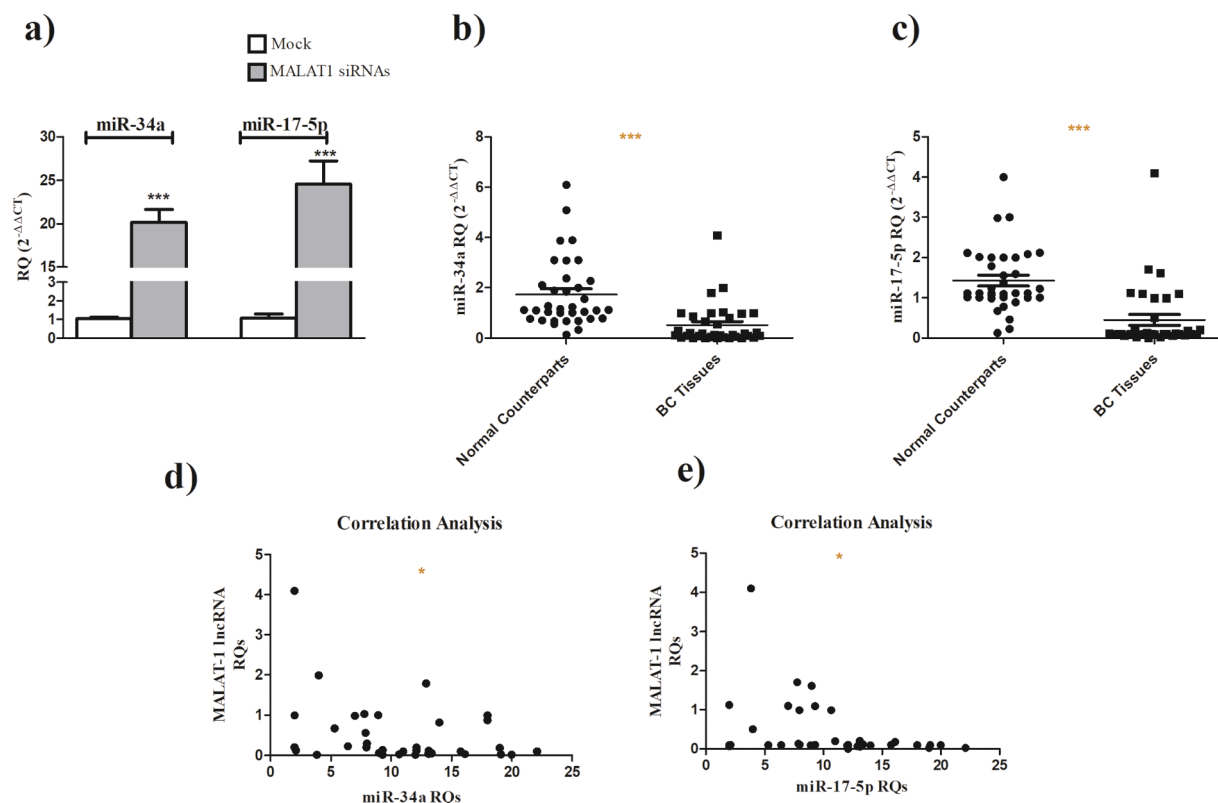 a)
Mock
MALAT1 siRNAs
miR-34a
miR-17-5p
RQ (2-ΔΔCT)
30
25
20
15
2
1
0
***
***
b)
***
miR-34a RQ (2-ΔΔCT)
8
6
4
2
0
Normal Counterparts
BC Tissues
c)
***
miR-17-5p RQ (2-ΔΔCT)
5
4
3
2
1
0
Normal Counterparts
BC Tissues
d)
Correlation Analysis
*
MALAT-1 lncRNA
RQs
5
4
3
2
1
0
0 5 10 15 20 25
miR-34a RQs
e)
Correlation Analysis
*
MALAT-1 lncRNA
RQs
5
4
3
2
1
0
0 5 10 15 20 25
miR-17-5p RQs